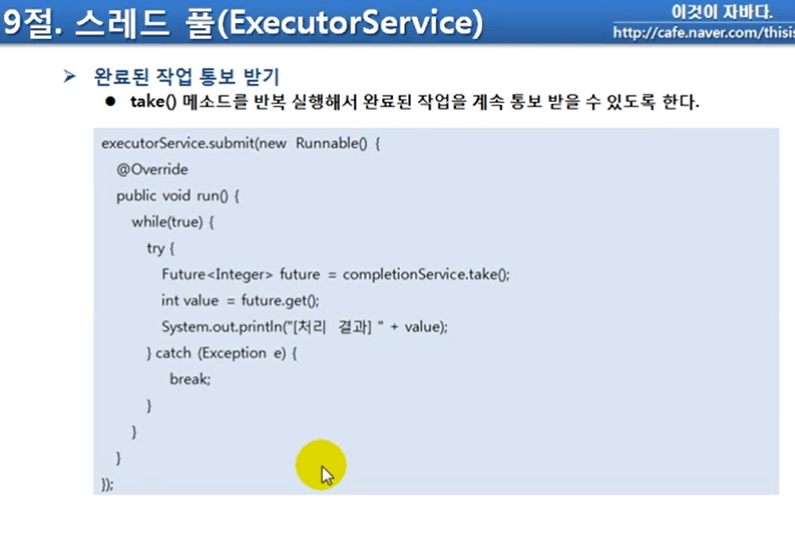 9절. 스레드 풀(ExecutorService)
이것이 자바다.
http://cafe.naver.com/thisis
➢ 완료된 작업 통보 받기
● take() 메소드를 반복 실행해서 완료된 작업을 계속 통보 받을 수 있도록 한다.
executorService.submit(new Runnable() {
@Override
public void run() {
while(true) {
try {
Future<Integer> future = completionService.take();
int value = future.get();
System.out.println("[처리 결과] " + value);
} catch (Exception e) {
break;
}
}
}
});